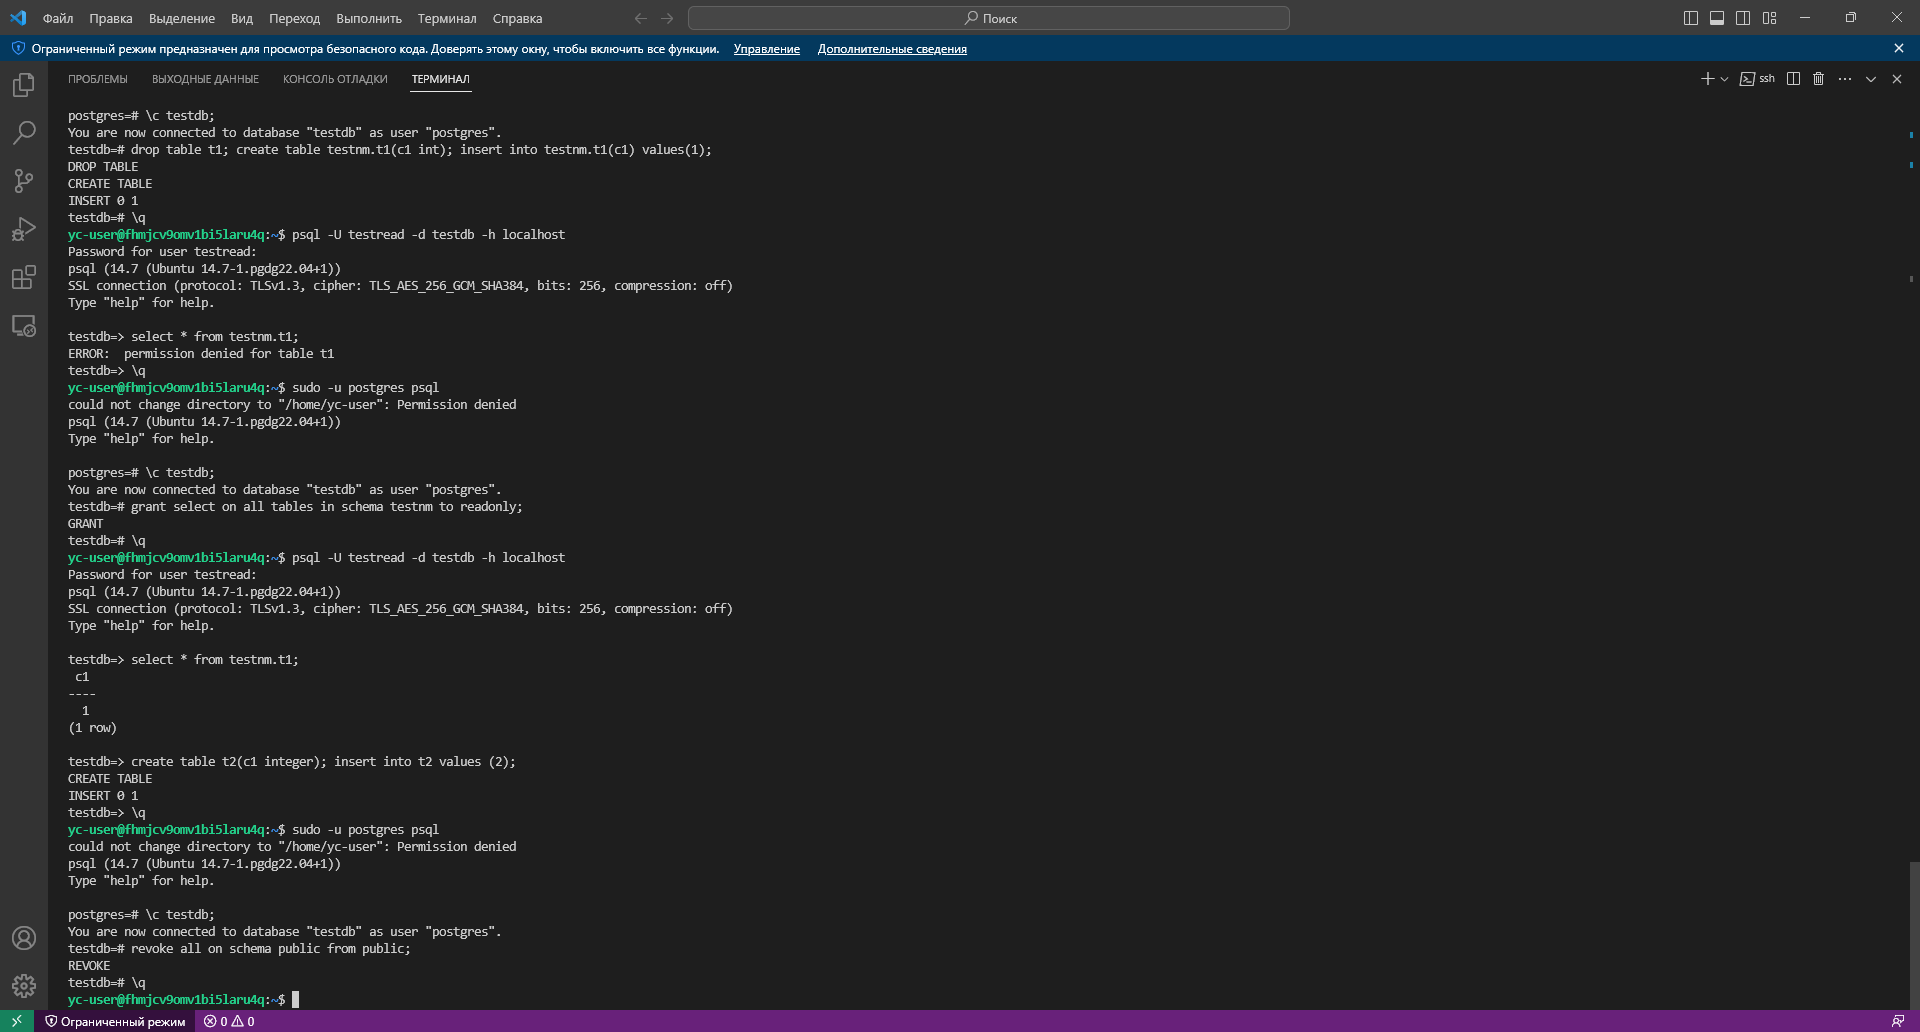 Файл Правка Выделение Вид Переход Выполнить Терминал Справка
Поиск
Ограниченный режим предназначен для просмотра безопасного кода. Доверять этому окну, чтобы включить все функции. Управление Дополнительные сведения
ПРОБЛЕМЫ ВЫХОДНЫЕ ДАННЫЕ КОНСОЛЬ ОТЛАДКИ ТЕРМИНАЛ
ssh
postgres=# \c testdb;
You are now connected to database "testdb" as user "postgres".
testdb=# drop table t1; create table testnm.t1(c1 int); insert into testnm.t1(c1) values(1);
DROP TABLE
CREATE TABLE
INSERT 0 1
testdb=# \q
yc-user@fhmjcv9omv1bi5laru4q:~$ psql -U testread -d testdb -h localhost
Password for user testread:
psql (14.7 (Ubuntu 14.7-1.pgdg22.04+1))
SSL connection (protocol: TLSv1.3, cipher: TLS_AES_256_GCM_SHA384, bits: 256, compression: off)
Type "help" for help.
testdb=> select * from testnm.t1;
ERROR:  permission denied for table t1
testdb=> \q
yc-user@fhmjcv9omv1bi5laru4q:~$ sudo -u postgres psql
could not change directory to "/home/yc-user": Permission denied
psql (14.7 (Ubuntu 14.7-1.pgdg22.04+1))
Type "help" for help.
postgres=# \c testdb;
You are now connected to database "testdb" as user "postgres".
testdb=# grant select on all tables in schema testnm to readonly;
GRANT
testdb=# \q
yc-user@fhmjcv9omv1bi5laru4q:~$ psql -U testread -d testdb -h localhost
Password for user testread:
psql (14.7 (Ubuntu 14.7-1.pgdg22.04+1))
SSL connection (protocol: TLSv1.3, cipher: TLS_AES_256_GCM_SHA384, bits: 256, compression: off)
Type "help" for help.
testdb=> select * from testnm.t1;
c1
----
1
(1 row)
testdb=> create table t2(c1 integer); insert into t2 values (2);
CREATE TABLE
INSERT 0 1
testdb=> \q
yc-user@fhmjcv9omv1bi5laru4q:~$ sudo -u postgres psql
could not change directory to "/home/yc-user": Permission denied
psql (14.7 (Ubuntu 14.7-1.pgdg22.04+1))
Type "help" for help.
postgres=# \c testdb;
You are now connected to database "testdb" as user "postgres".
testdb=# revoke all on schema public from public;
REVOKE
testdb=# \q
yc-user@fhmjcv9omv1bi5laru4q:~$
Ограниченный режим 0 0